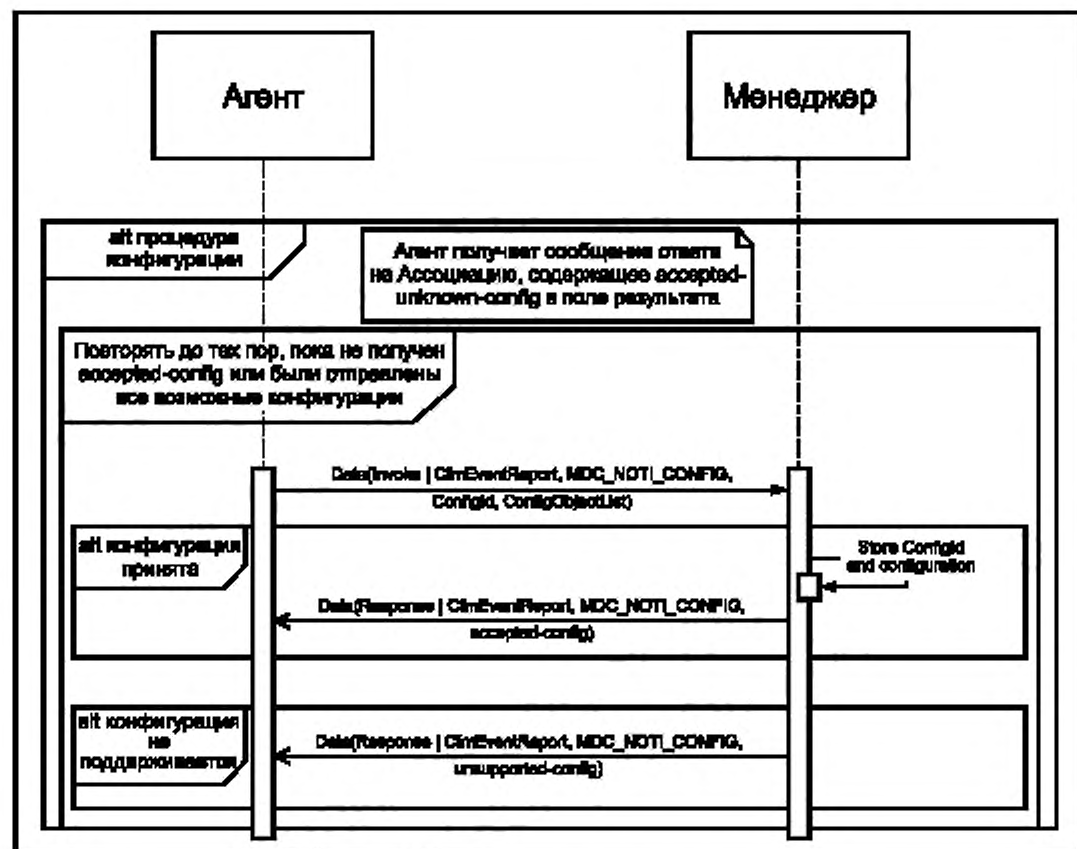 Агент
Менеджер
alt процедура
конфигурации
Агент получает сообщение ответа
на Ассоциацию, содержащее accepted-
unknown-config в поле результата
Повторять до тех пор, пока не получен
accepted-config или были отправлены
все возможные конфигурации
Data(Invoke | CfmEventReport, MDC_NOTI_CONFIG,
ConfigId, ConfigObjectList)
alt конфигурация
принята
Store ConfigId
and configuration
Data(Response | CfmEventReport, MDC_NOTI_CONFIG,
accepted-config)
alt конфигурация
не
поддерживается
Data(Response | CfmEventReport, MDC_NOTI_CONFIG,
unsupported-config)